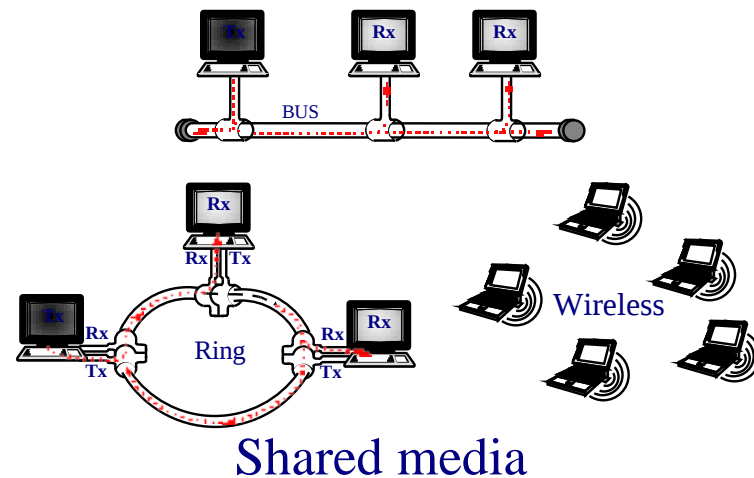 Tx Rx Rx
BUS
Rx
Rx Tx
Tx Rx Rx Rx
Ring
Tx Tx
Wireless
Shared media